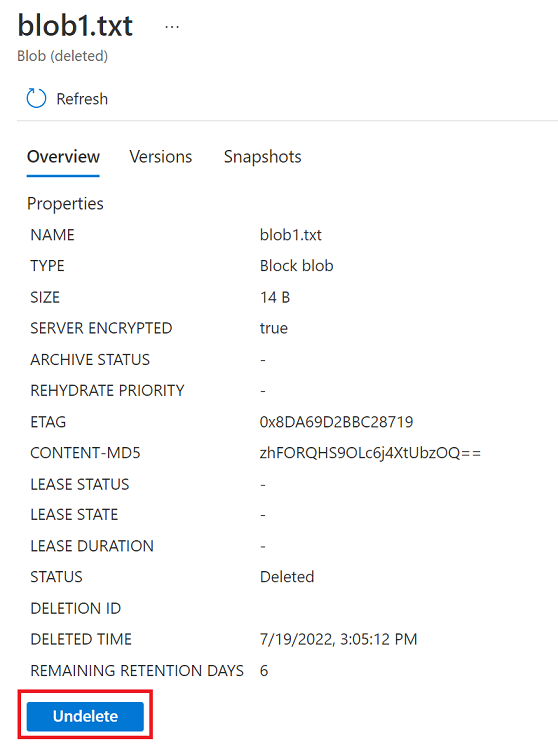 blob1.txt ...
Blob (deleted)
Refresh
Overview Versions Snapshots
Properties
NAME blob1.txt
TYPE Block blob
SIZE 14 B
SERVER ENCRYPTED true
ARCHIVE STATUS -
REHYDRATE PRIORITY -
ETAG 0x8DA69D2BBC28719
CONTENT-MD5 zhFORQHS9OLc6j4XtUbzOQ==
LEASE STATUS -
LEASE STATE -
LEASE DURATION -
STATUS Deleted
DELETION ID
DELETED TIME 7/19/2022, 3:05:12 PM
REMAINING RETENTION DAYS 6
Undelete